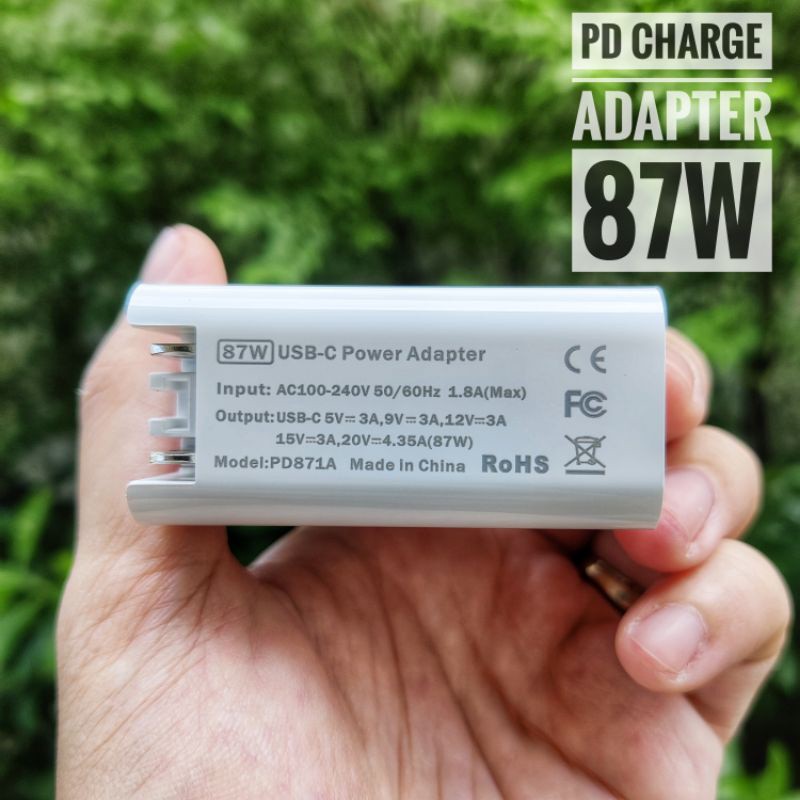 PD CHARGE
ADAPTER
87W
87W USB-C Power Adapter
Input: AC100-240V 50/60Hz 1.8A(Max)
Output:USB-C 5V⎓3A,9V⎓3A,12V⎓3A
15V⎓3A,20V⎓4.35A(87W)
Model:PD871A Made in China RoHS
CE
FC